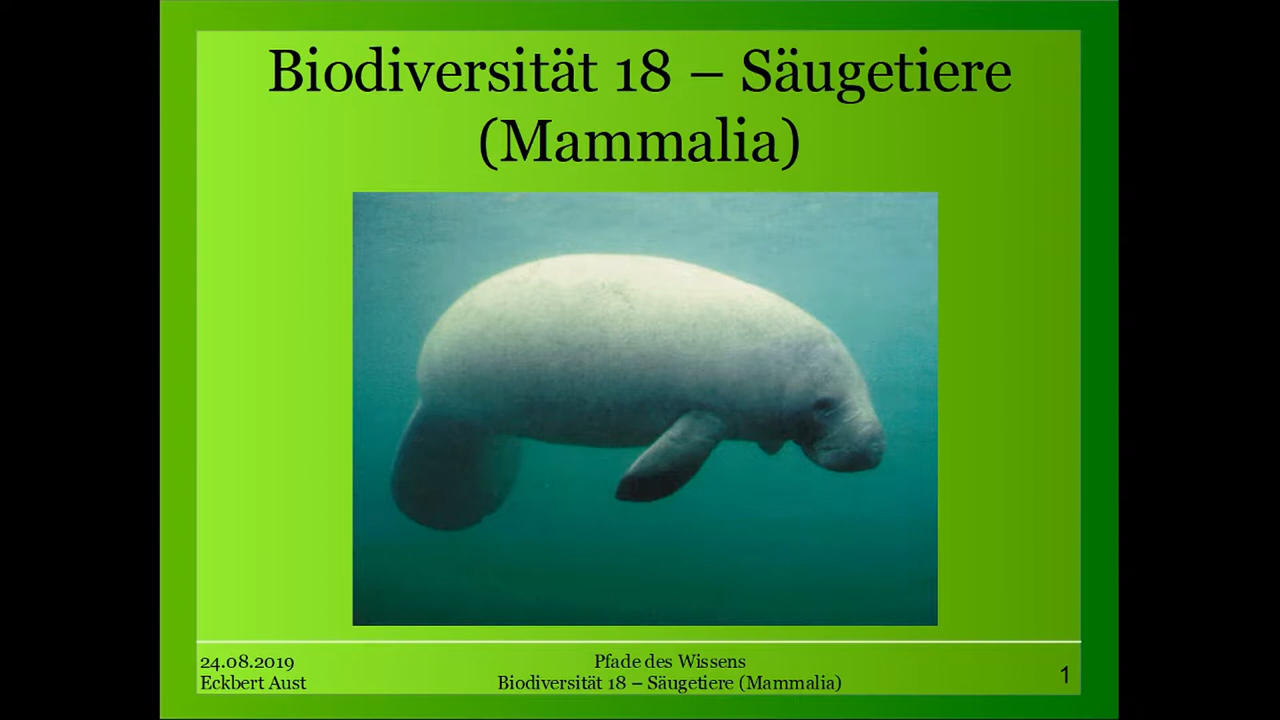 Biodiversität 18 – Säugetiere
(Mammalia)
24.08.2019
Eckbert Aust
Pfade des Wissens
Biodiversität 18 – Säugetiere (Mammalia)
1